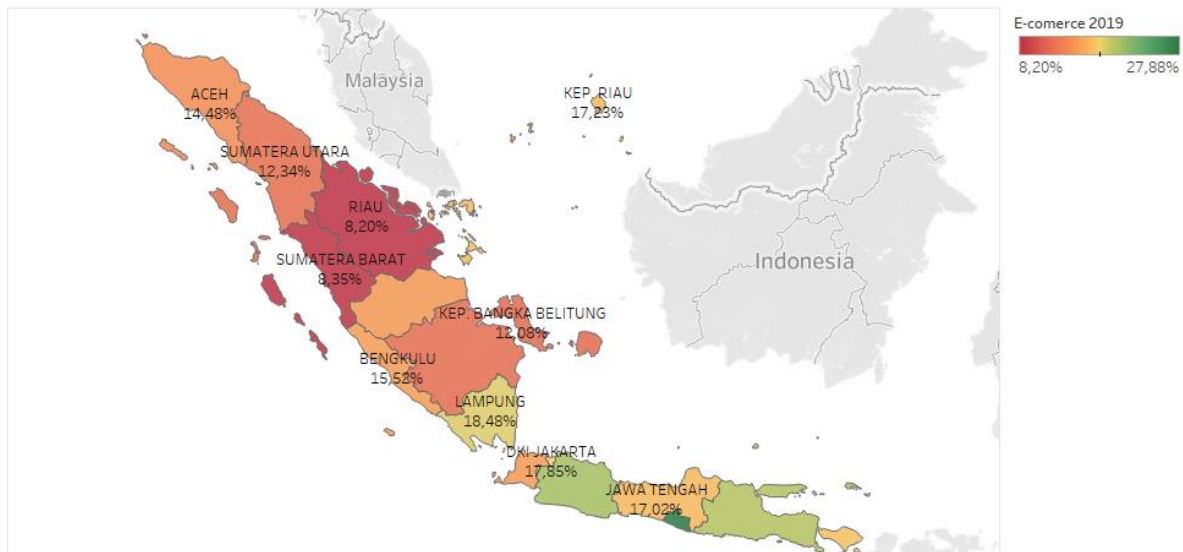 E-comerce 2019
8,20%
27,88%
Malaysia
ACEH
14,48%
KEP. RIAU
17,23%
SUMATERA UTARA
12,34%
RIAU
8,20%
SUMATERA BARAT
8,35%
Indonesia
KEP. BANGKA BELITUNG
12,08%
BENGKULU
15,52%
LAMPUNG
18,48%
DKI JAKARTA
17,85%
JAWA TENGAH
17,02%